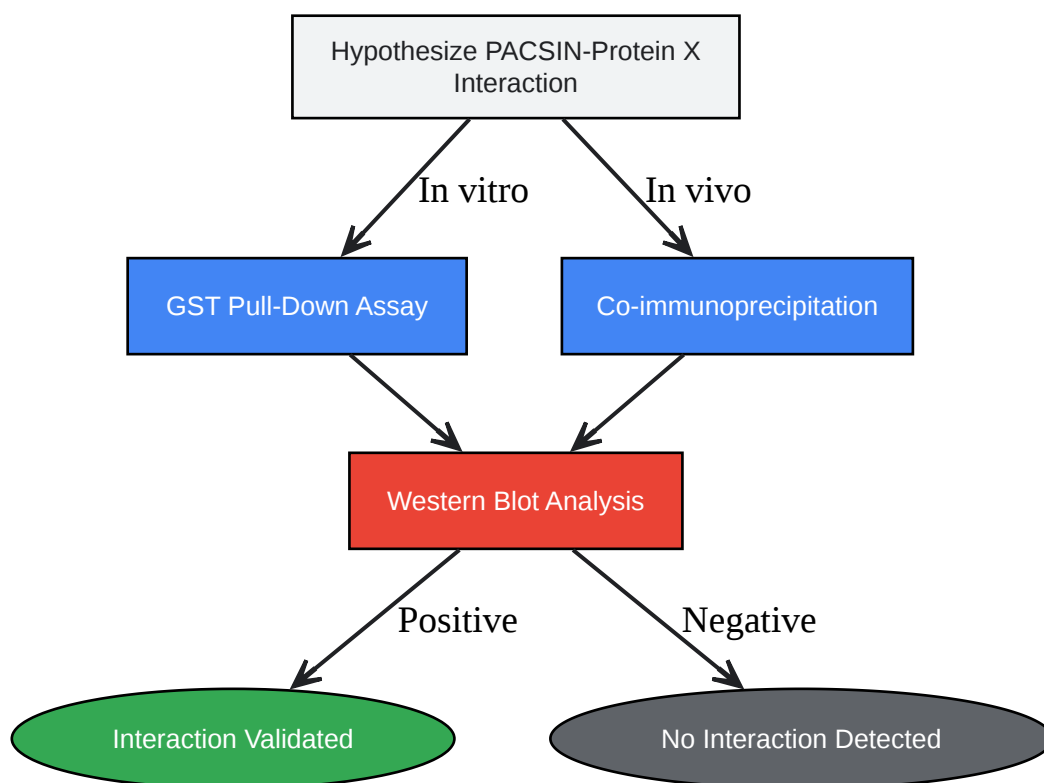 Hypothesize PACSIN-Protein X
Interaction
In vitro
In vivo
GST Pull-Down Assay
Co-immunoprecipitation
Western Blot Analysis
Positive
Negative
Interaction Validated
No Interaction Detected